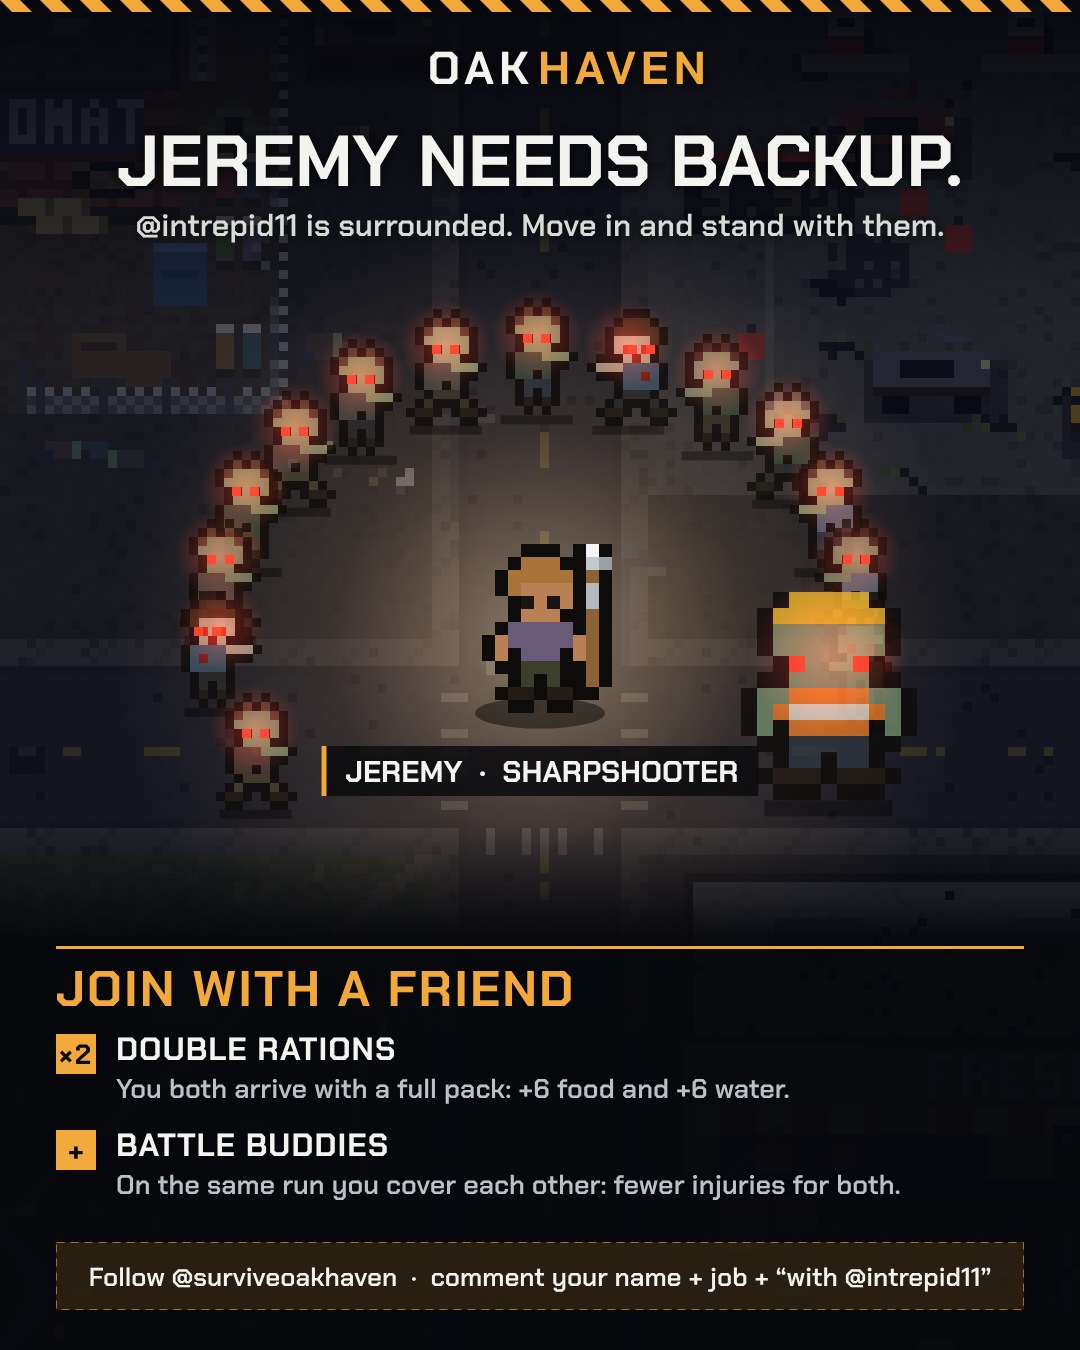 OAKHAVEN
OMAT
JEREMY NEEDS BACKUP.
@intrepid11 is surrounded. Move in and stand with them.
JEREMY · SHARPSHOOTER
JOIN WITH A FRIEND
×2 DOUBLE RATIONS
You both arrive with a full pack: +6 food and +6 water.
+ BATTLE BUDDIES
On the same run you cover each other: fewer injuries for both.
Follow @surviveoakhaven · comment your name + job + “with @intrepid11”